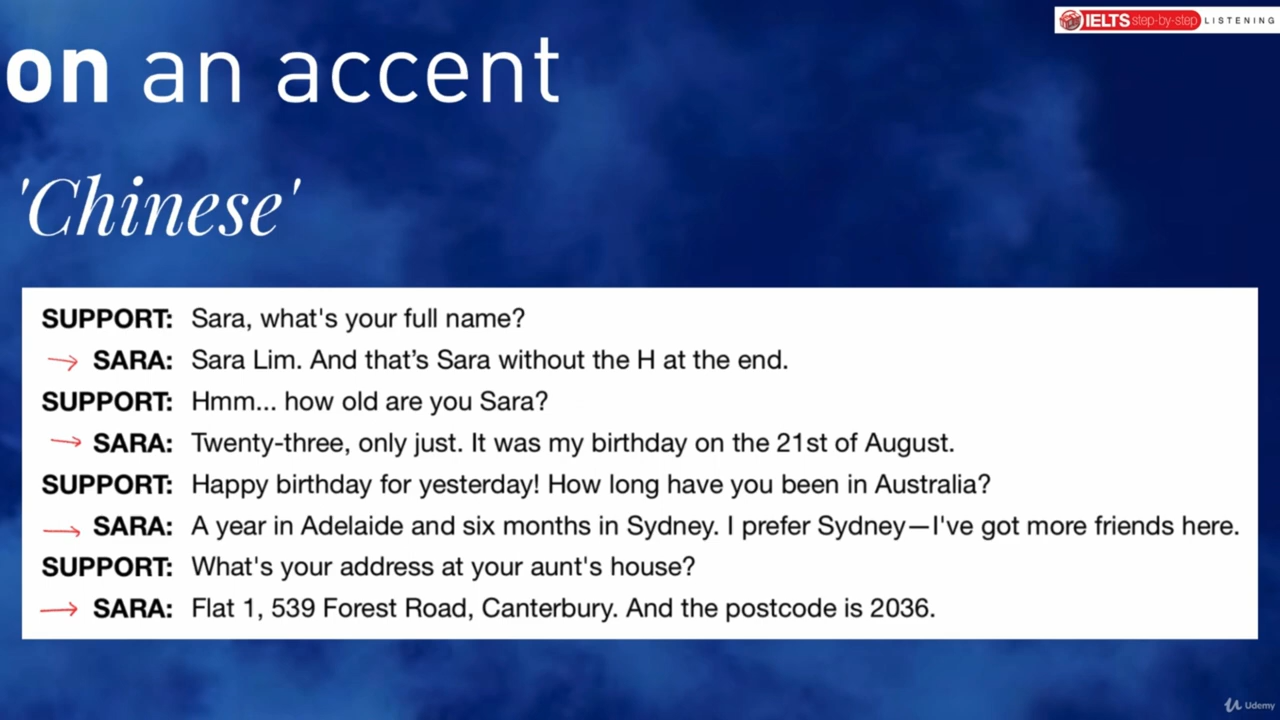 IELTS step-by-step LISTENING
on an accent
'Chinese'
SUPPORT: Sara, what's your full name?
SARA: Sara Lim. And that’s Sara without the H at the end.
SUPPORT: Hmm... how old are you Sara?
SARA: Twenty-three, only just. It was my birthday on the 21st of August.
SUPPORT: Happy birthday for yesterday! How long have you been in Australia?
SARA: A year in Adelaide and six months in Sydney. I prefer Sydney—I've got more friends here.
SUPPORT: What's your address at your aunt's house?
SARA: Flat 1, 539 Forest Road, Canterbury. And the postcode is 2036.
Udemy